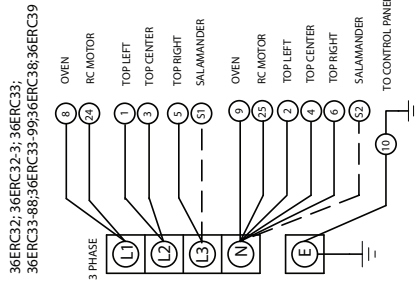 36ERC32; 36ERC32-3; 36ERC33;
36ERC33-88;36ERC33-99;36ERC38;36ERC39
3 PHASE
L1
L2
L3
N
E
8 OVEN
24 RC MOTOR
1 TOP LEFT
3 TOP CENTER
5 TOP RIGHT
S1 SALAMANDER
9 OVEN
25 RC MOTOR
2 TOP LEFT
4 TOP CENTER
6 TOP RIGHT
S2 SALAMANDER
10 TO CONTROL PANEL